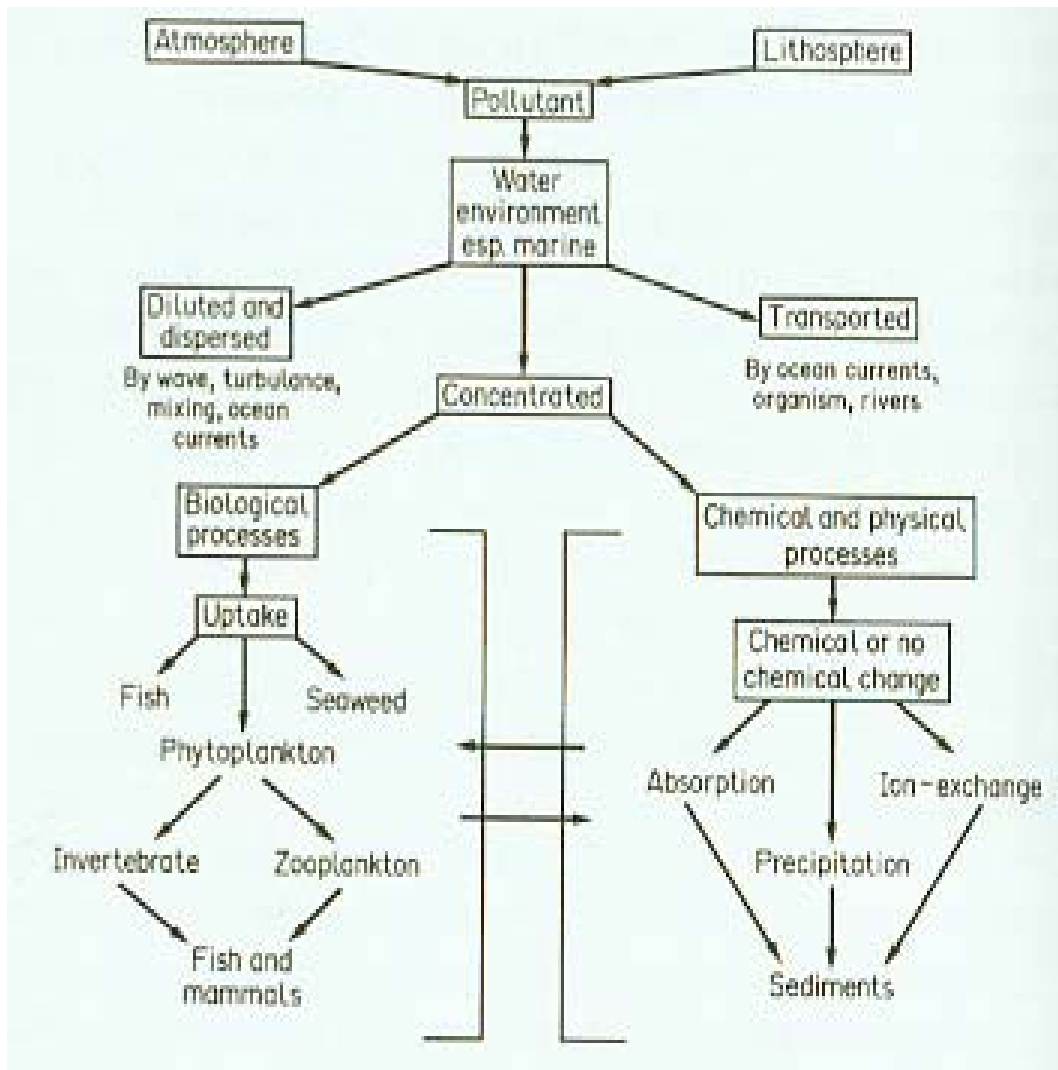 Atmosphere
Lithosphere
Pollutant
Water
environment
esp. marine
Diluted and
dispersed
Transported
By wave, turbulance,
mixing, ocean
currents
By ocean currents,
organism, rivers
Concentrated
Biological
processes
Chemical and physical
processes
Uptake
Chemical or no
chemical change
Fish
Seaweed
Phytoplankton
Absorption
Ion-exchange
Invertebrate
Zooplankton
Precipitation
Fish and
mammals
Sediments